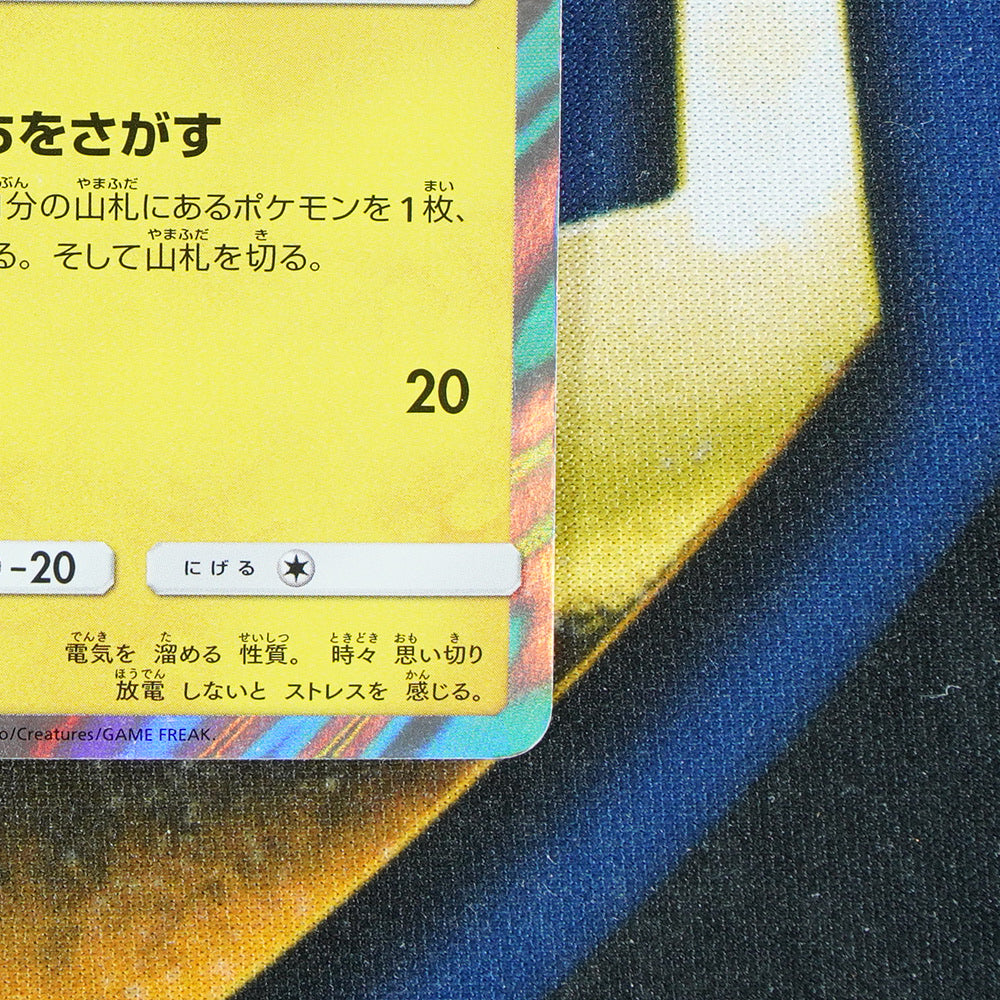 をさがす
分の山札にあるポケモンを1枚、
る。そして山札を切る。
20
-20
にげる
電気を 溜める 性質。 時々 思い切り
放電 しないと ストレスを 感じる。
o/Creatures/GAME FREAK.